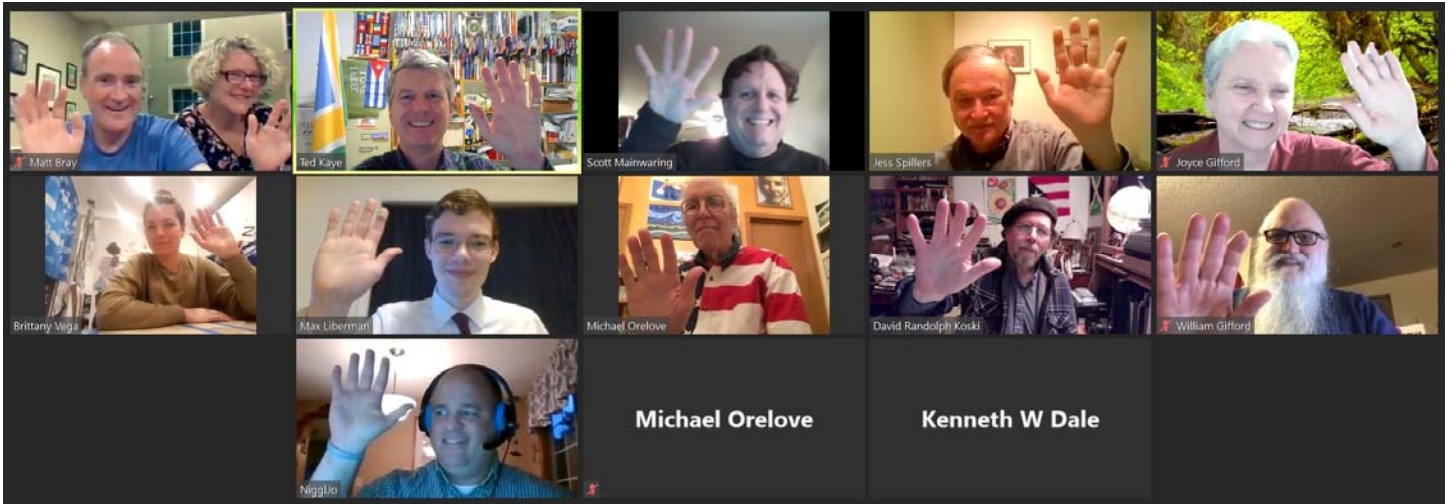 Matt Bray
Ted Kaye
Scott Mainwaring
Jess Spillers
Joyce Gifford
Brittany Vega
Max Liberman
Michael Orelove
David Randolph Koski
William Gifford
NigglJo
Michael Orelove
Kenneth W Dale